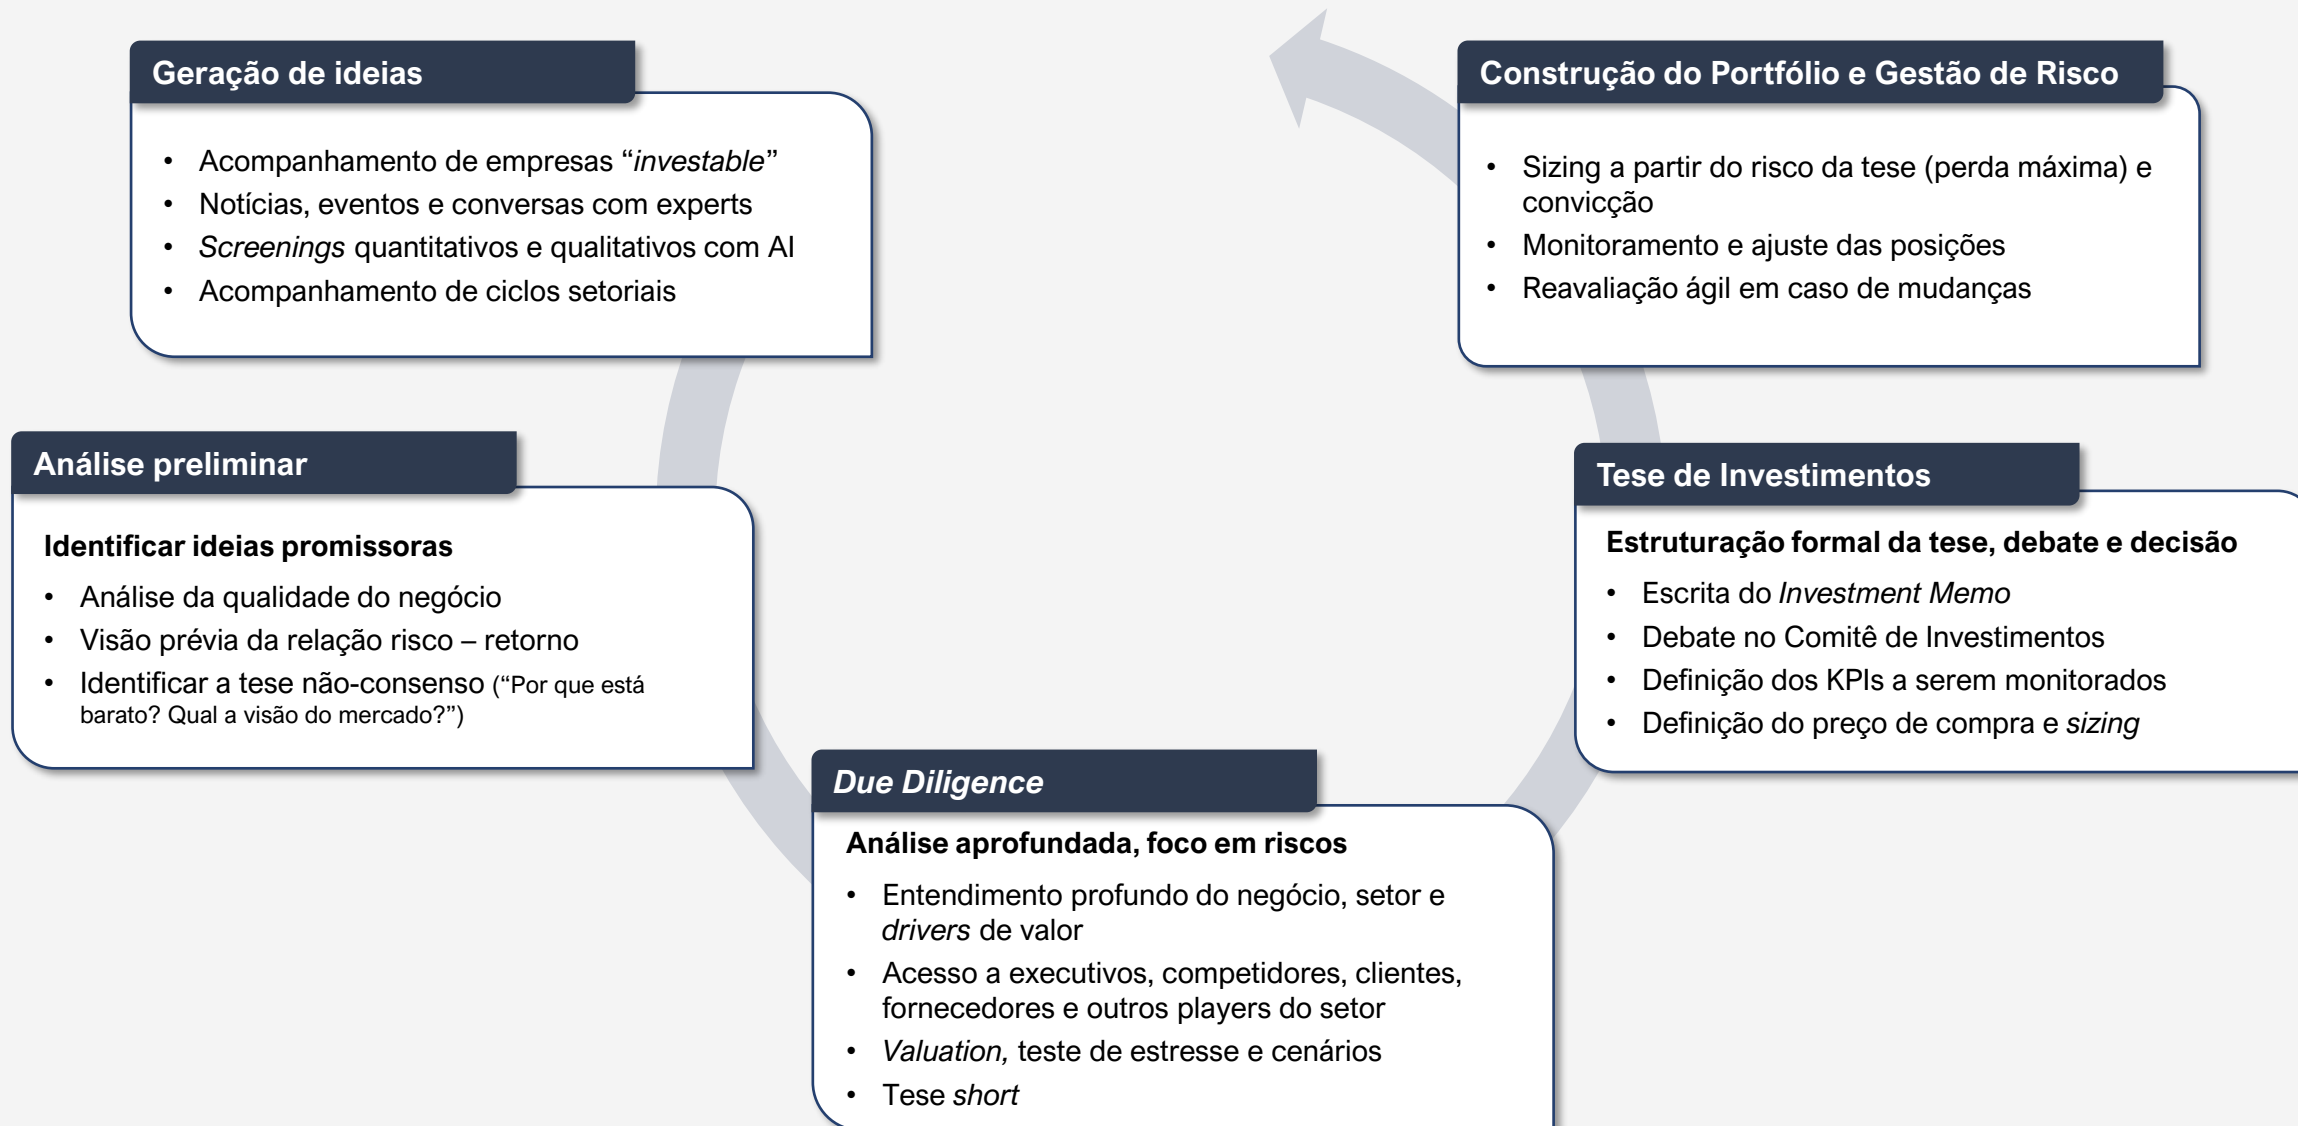 Geração de ideias
• Acompanhamento de empresas “investable”
• Notícias, eventos e conversas com experts
• Screenings quantitativos e qualitativos com AI
• Acompanhamento de ciclos setoriais
Análise preliminar
Identificar ideias promissoras
• Análise da qualidade do negócio
• Visão prévia da relação risco – retorno
• Identificar a tese não-consenso (“Por que está
barato? Qual a visão do mercado?”)
Due Diligence
Análise aprofundada, foco em riscos
• Entendimento profundo do negócio, setor e
drivers de valor
• Acesso a executivos, competidores, clientes,
fornecedores e outros players do setor
• Valuation, teste de estresse e cenários
• Tese short
Tese de Investimentos
Estruturação formal da tese, debate e decisão
• Escrita do Investment Memo
• Debate no Comitê de Investimentos
• Definição dos KPIs a serem monitorados
• Definição do preço de compra e sizing
Construção do Portfólio e Gestão de Risco
• Sizing a partir do risco da tese (perda máxima) e
convicção
• Monitoramento e ajuste das posições
• Reavaliação ágil em caso de mudanças